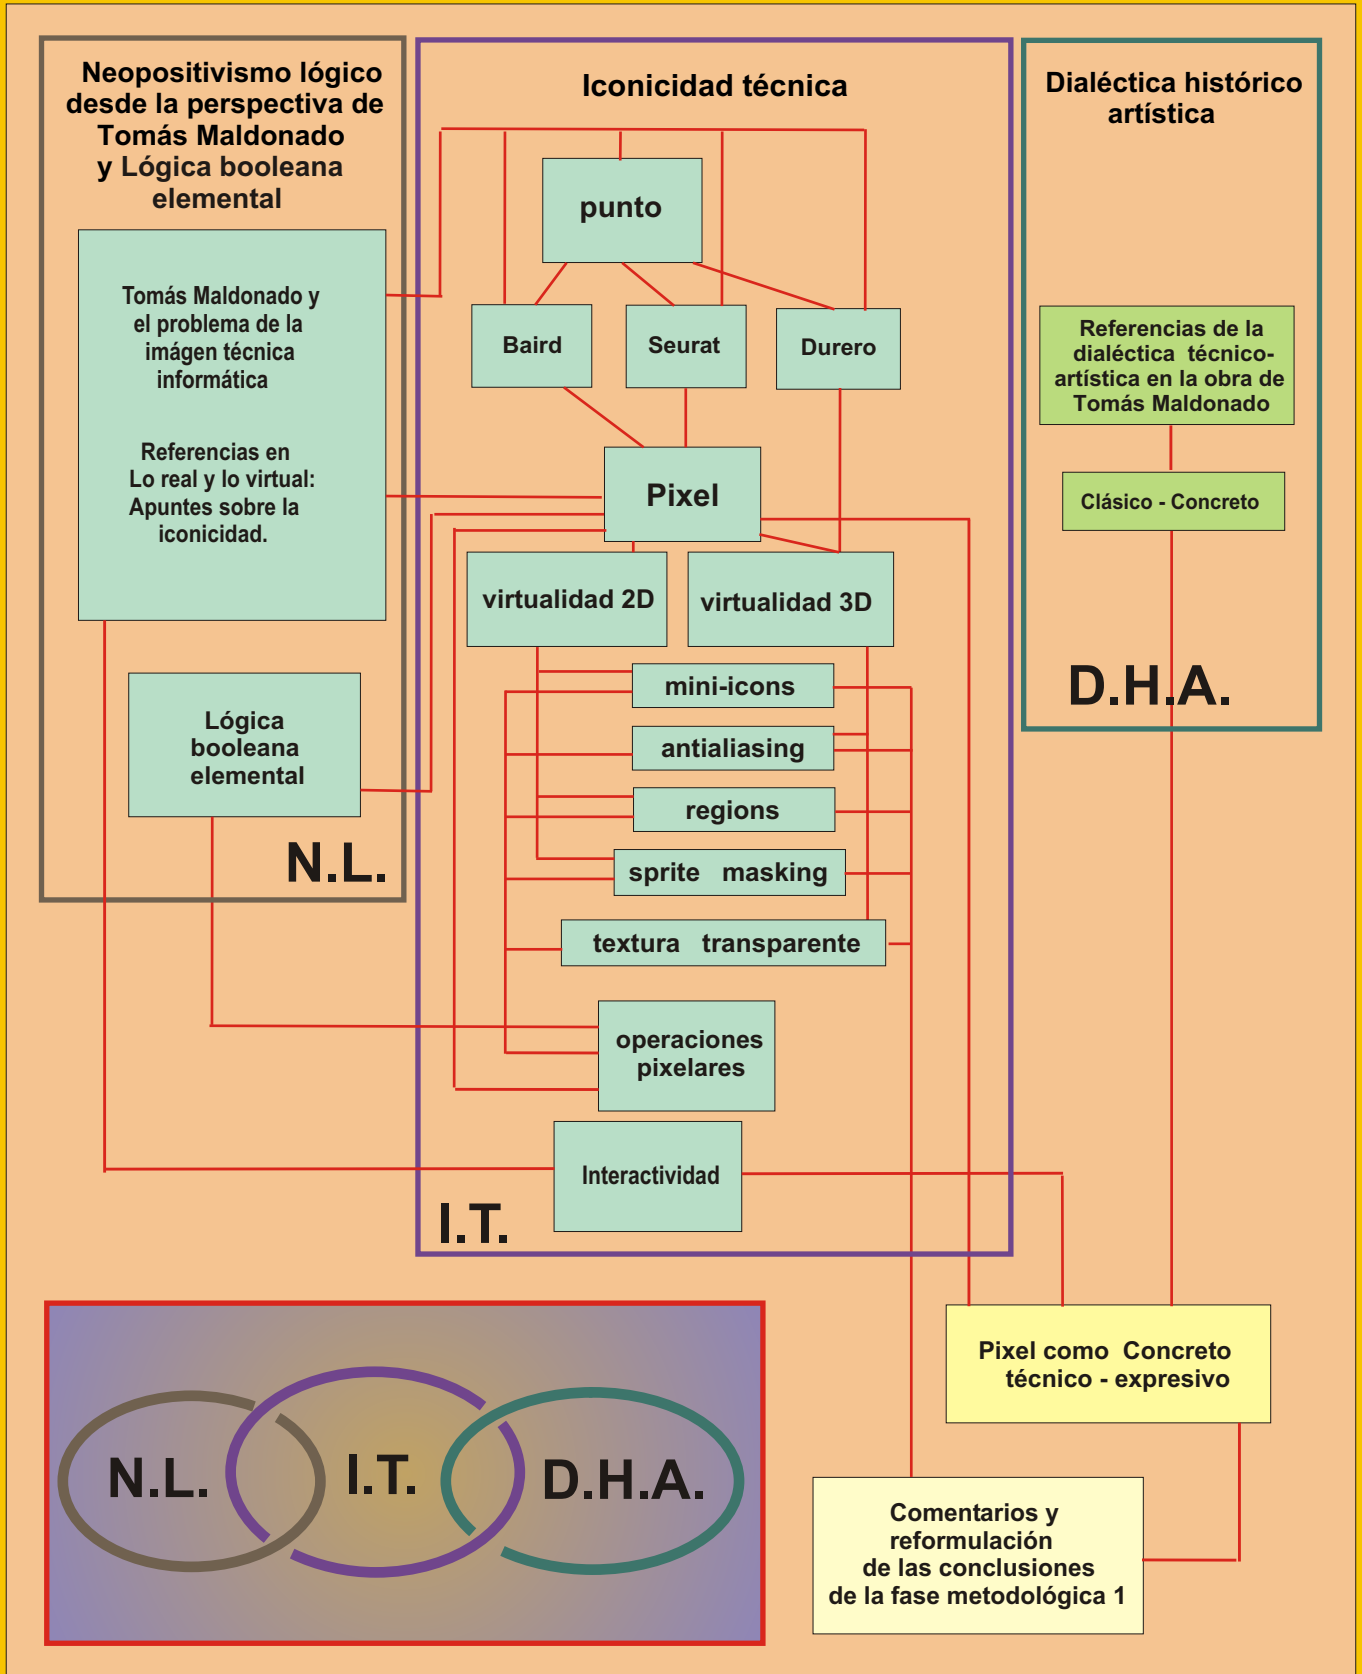 Neopositivismo lógico
desde la perspectiva de
Tomás Maldonado
y Lógica booleana
elemental
Tomás Maldonado y
el problema de la
imágen técnica
informática
Referencias en
Lo real y lo virtual:
Apuntes sobre la
iconicidad.
Lógica
booleana
elemental
N.L.
Iconicidad técnica
punto
Baird
Seurat
Durero
Pixel
virtualidad 2D
virtualidad 3D
mini-icons
antialiasing
regions
sprite masking
textura transparente
operaciones
pixelares
Interactividad
I.T.
Dialéctica histórico
artística
Referencias de la
dialéctica técnico-
artística en la obra de
Tomás Maldonado
Clásico - Concreto
D.H.A.
Pixel como Concreto
técnico - expresivo
Comentarios y
reformulación
de las conclusiones
de la fase metodológica 1
N.L.
I.T.
D.H.A.